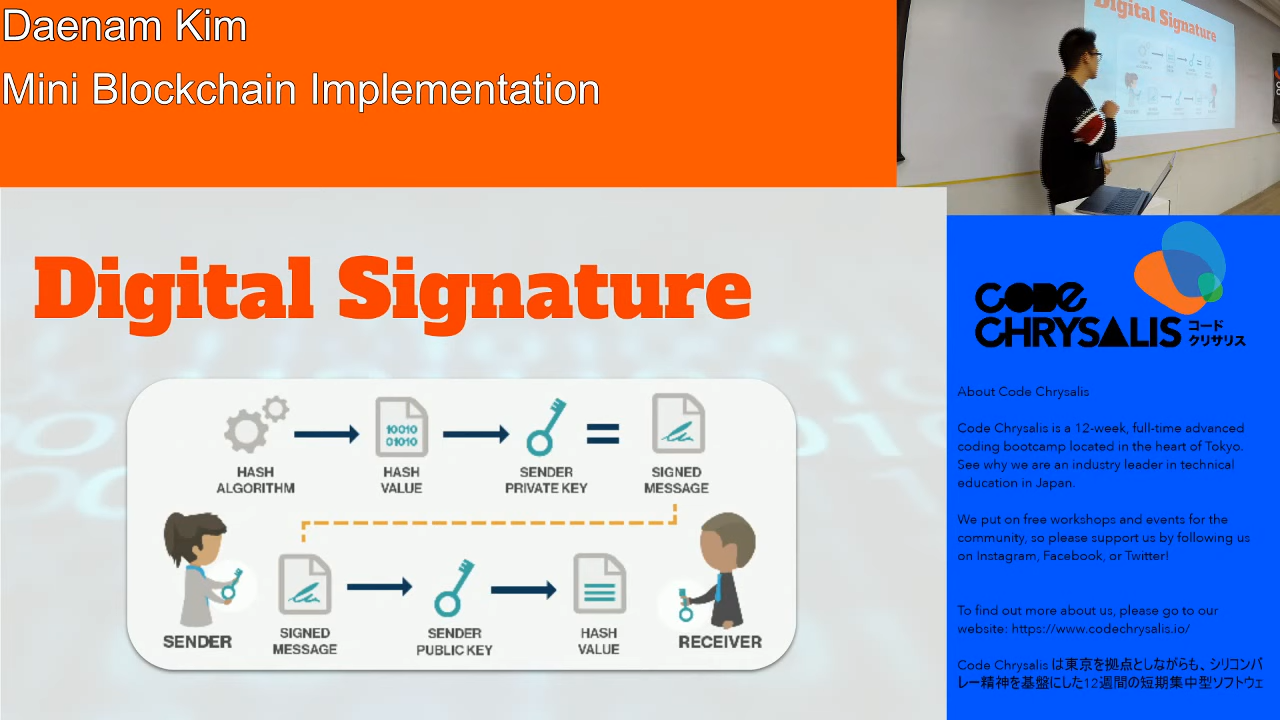 Daenam Kim
Mini Blockchain Implementation
Digital Signature
Digital Signature
HASH
ALGORITHM
HASH
VALUE
SENDER
PRIVATE KEY
SIGNED
MESSAGE
10010
01010
SENDER
SIGNED
MESSAGE
SENDER
PUBLIC KEY
HASH
VALUE
RECEIVER
CODE
CHRYSALIS
コード
クリサリス
About Code Chrysalis
Code Chrysalis is a 12-week, full-time advanced
coding bootcamp located in the heart of Tokyo.
See why we are an industry leader in technical
education in Japan.
We put on free workshops and events for the
community, so please support us by following us
on Instagram, Facebook, or Twitter!
To find out more about us, please go to our
website: https://www.codechrysalis.io/
Code Chrysalis は東京を拠点としながらも、シリコンバ
レー精神を基盤にした12週間の短期集中型ソフトウェ